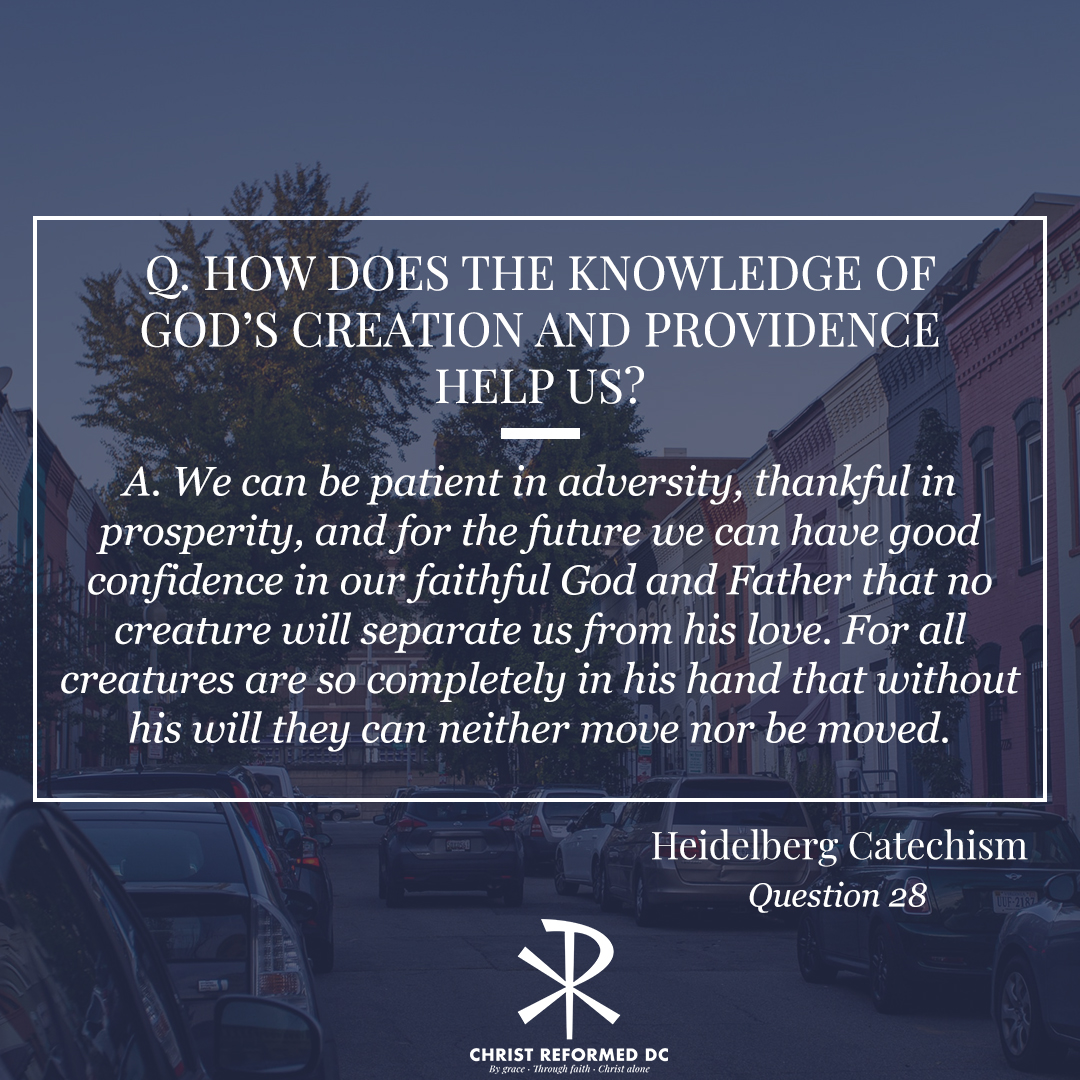 Q. HOW DOES THE KNOWLEDGE OF
GOD’S CREATION AND PROVIDENCE
HELP US?
A. We can be patient in adversity, thankful in
prosperity, and for the future we can have good
confidence in our faithful God and Father that no
creature will separate us from his love. For all
creatures are so completely in his hand that without
his will they can neither move nor be moved.
Heidelberg Catechism
Question 28
CHRIST REFORMED DC
By grace · Through faith · Christ alone